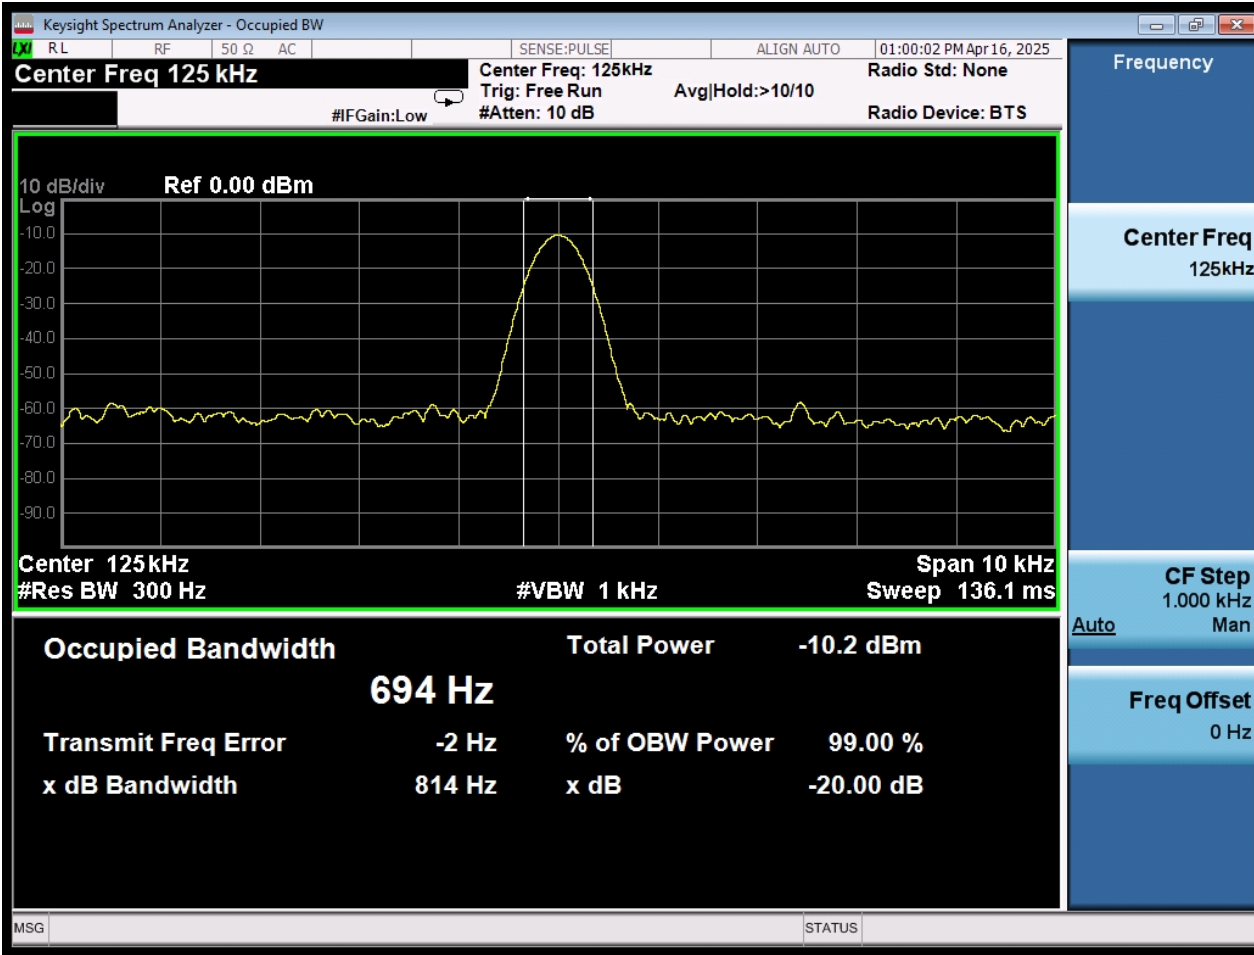 Keysight Spectrum Analyzer - Occupied BW
LXI RL RF 50 Ω AC SENSE:PULSE ALIGN AUTO 01:00:02 PM Apr 16, 2025
Center Freq 125 kHz
Center Freq: 125kHz
Radio Std: None
Trig: Free Run
Avg|Hold:>10/10
#IFGain:Low
#Atten: 10 dB
Radio Device: BTS
10 dB/div
Ref 0.00 dBm
Log
-10.0
-20.0
-30.0
-40.0
-50.0
-60.0
-70.0
-80.0
-90.0
Center 125kHz
Span 10 kHz
#Res BW 300 Hz
#VBW 1 kHz
Sweep 136.1 ms
Occupied Bandwidth
Total Power -10.2 dBm
694 Hz
Transmit Freq Error -2 Hz
% of OBW Power 99.00 %
x dB Bandwidth 814 Hz
x dB -20.00 dB
MSG
STATUS
Frequency
Center Freq
125kHz
CF Step
1.000 kHz
Auto Man
Freq Offset
0 Hz